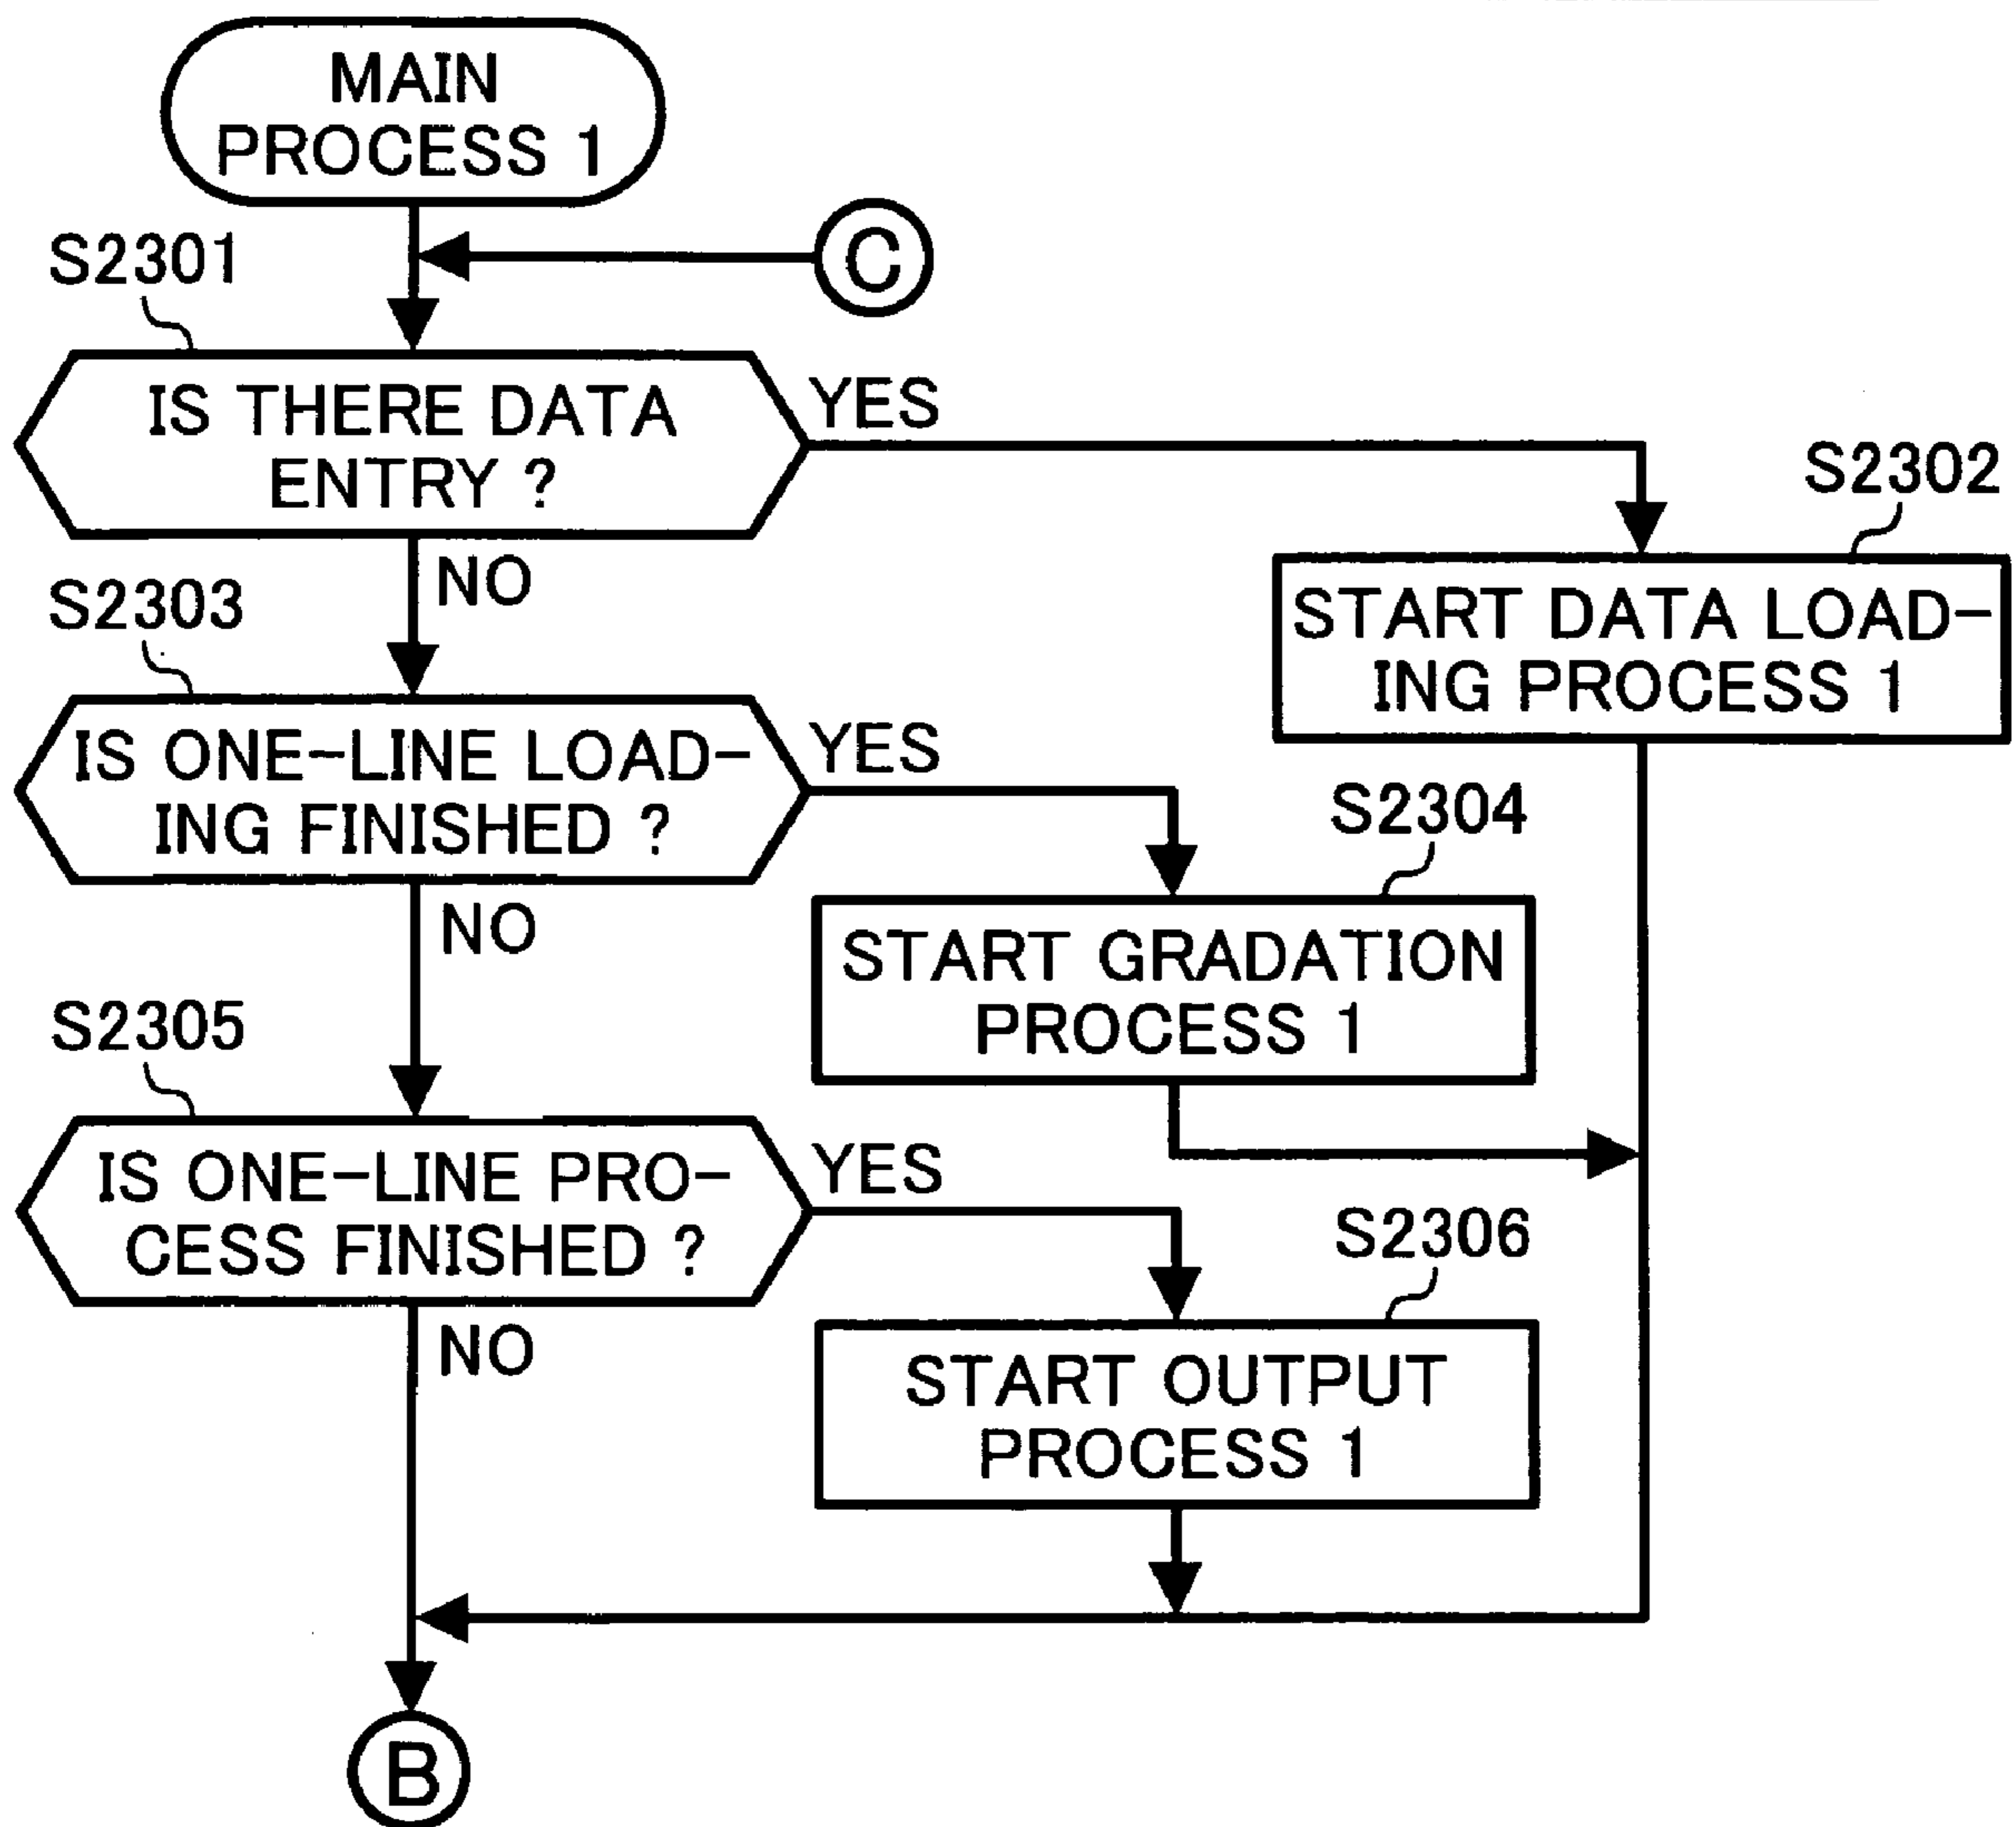 MAIN
PROCESS 1
C
S2301
IS THERE DATA
ENTRY ?
YES
NO
S2302
START DATA LOAD-
ING PROCESS 1
S2303
IS ONE-LINE LOAD-
ING FINISHED ?
YES
NO
S2304
START GRADATION
PROCESS 1
S2305
IS ONE-LINE PRO-
CESS FINISHED ?
YES
NO
S2306
START OUTPUT
PROCESS 1
B